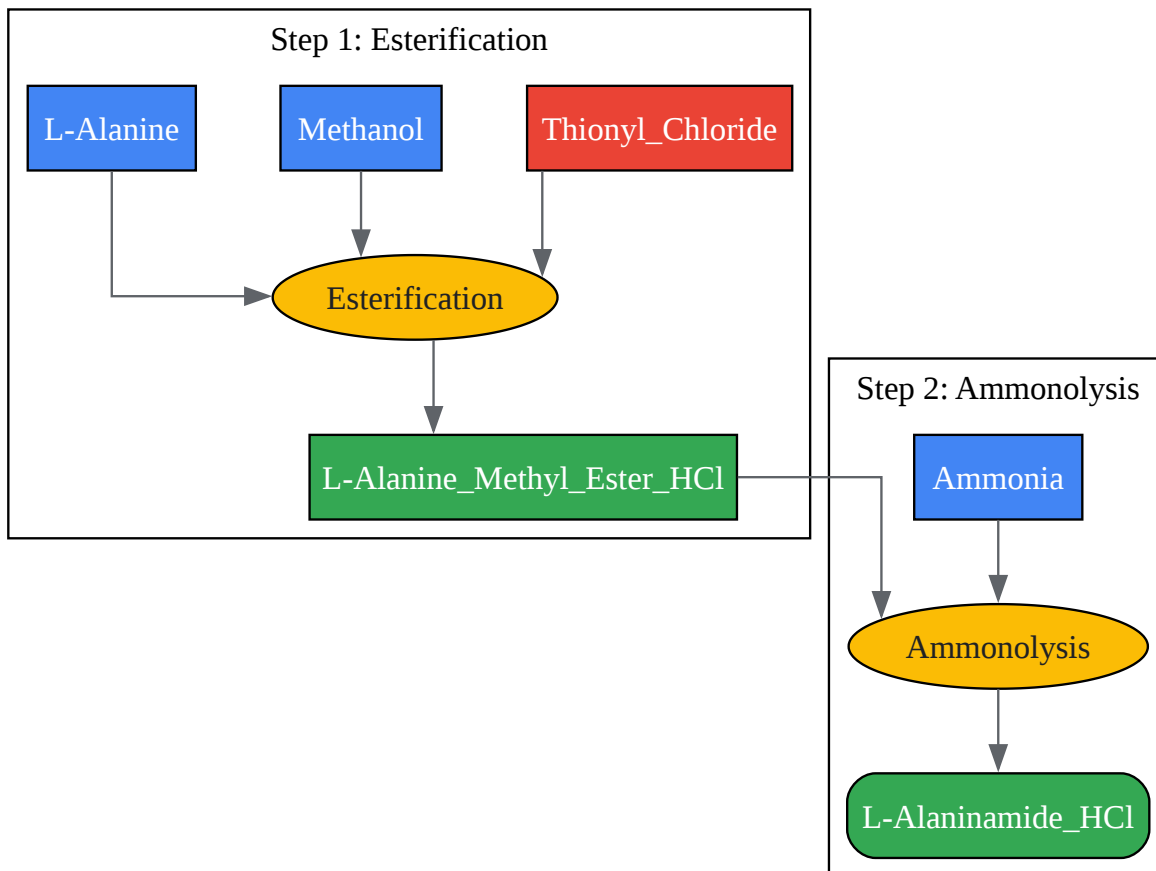 Step 1: Esterification
L-Alanine
Methanol
Thionyl_Chloride
Esterification
L-Alanine_Methyl_Ester_HCl
Step 2: Ammonolysis
Ammonia
Ammonolysis
L-Alaninamide_HCl